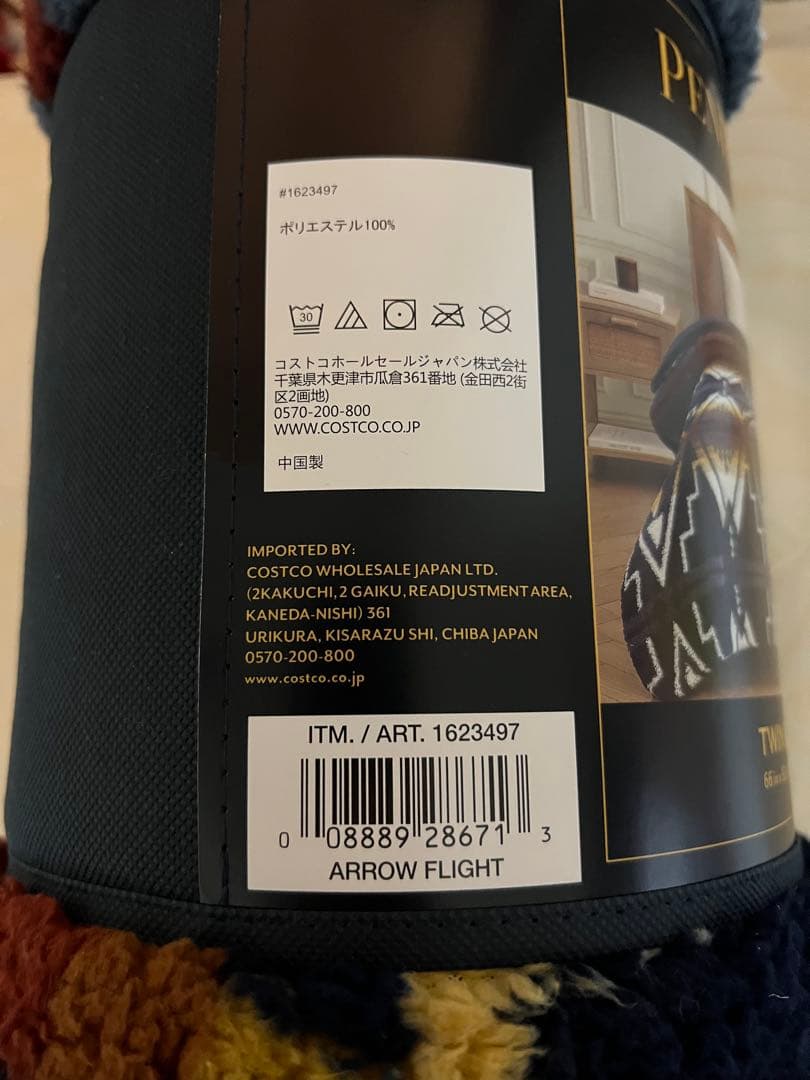 #1623497
ポリエステル100%
30
コストコホールセールジャパン株式会社
千葉県木更津市瓜倉361番地 (金田西2街
区2画地)
0570-200-800
WWW.COSTCO.CO.JP
中国製
IMPORTED BY:
COSTCO WHOLESALE JAPAN LTD.
(2KAKUCHI, 2 GAIKU, READJUSTMENT AREA,
KANEDA-NISHI) 361
URIKURA, KISARAZU SHI, CHIBA JAPAN
0570-200-800
www.costco.co.jp
ITM. / ART. 1623497
0 08889 28671 3
ARROW FLIGHT